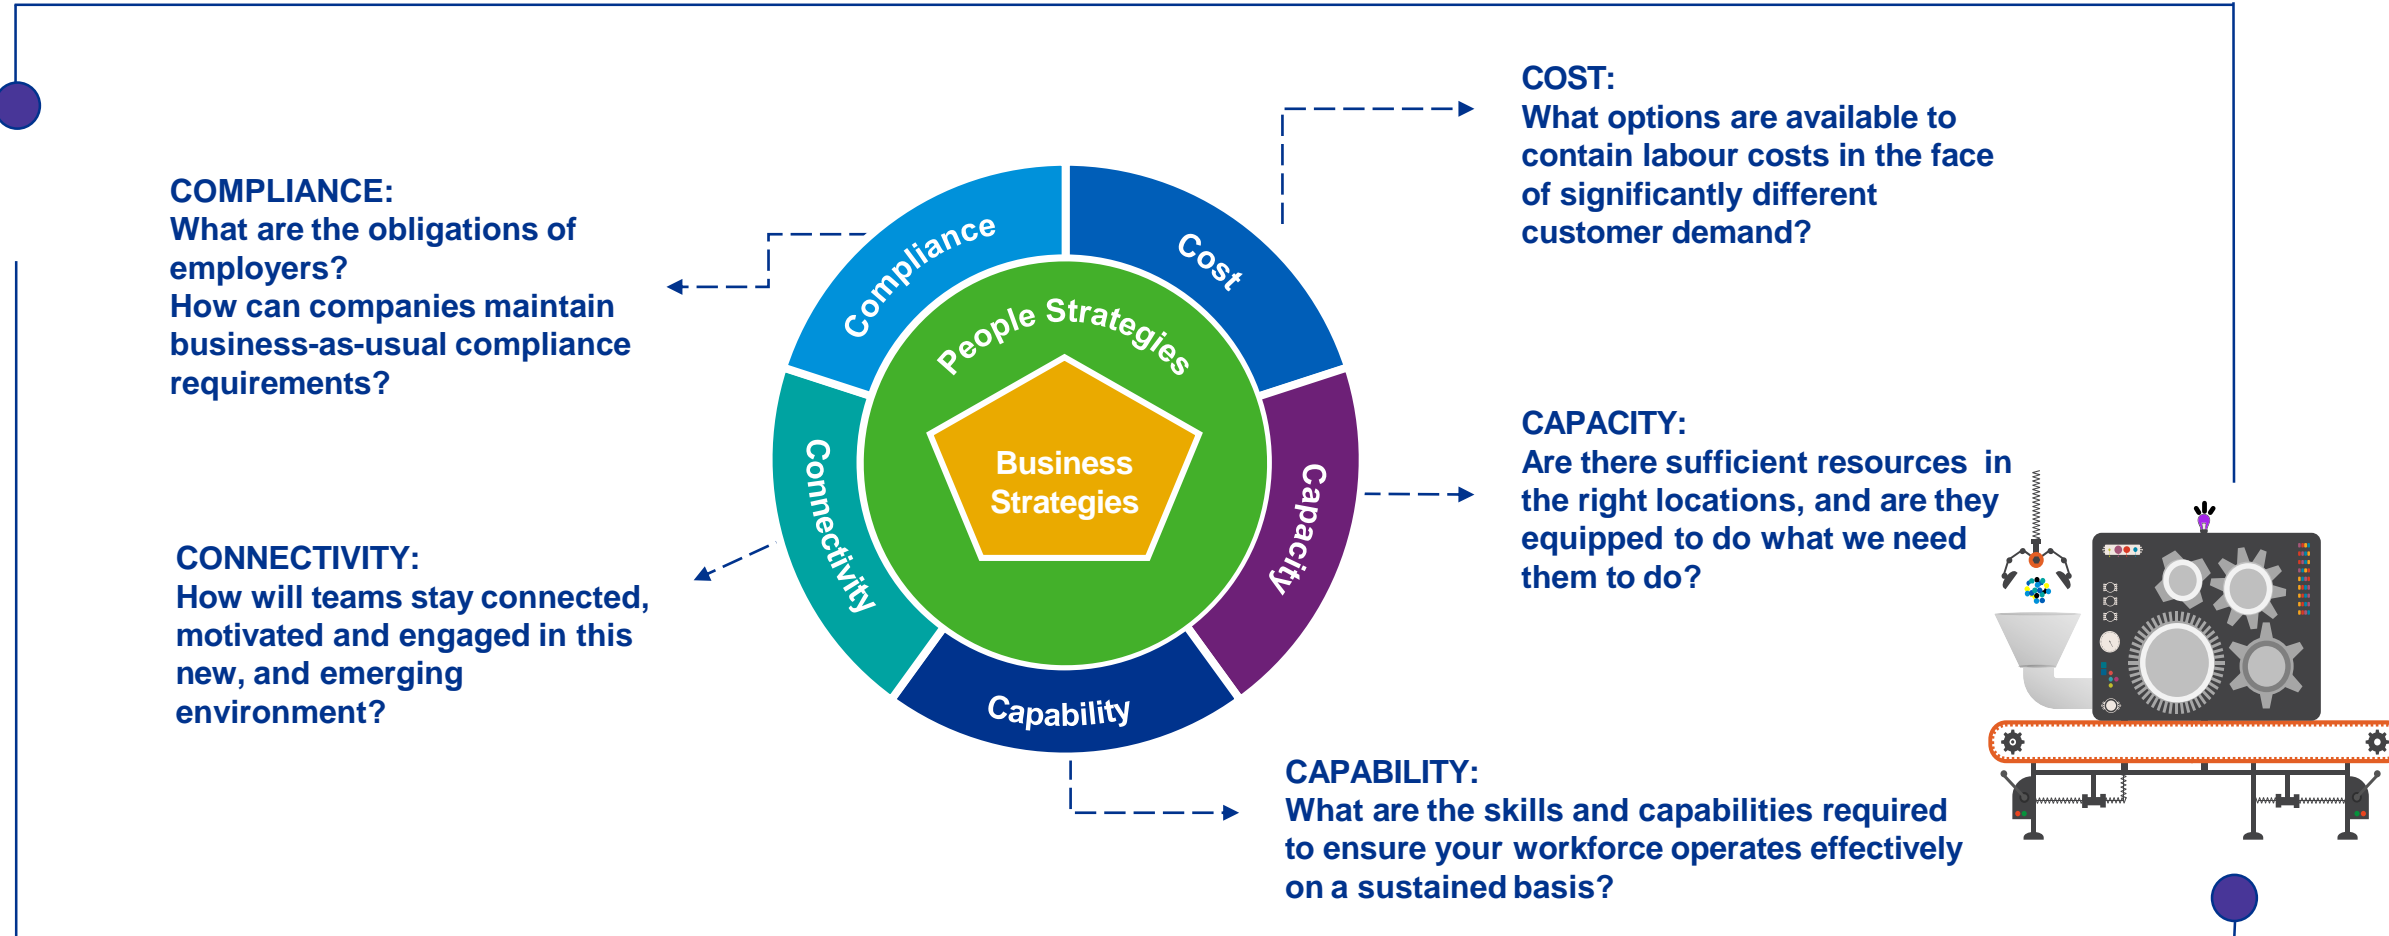 COST:
What options are available to
contain labour costs in the face
of significantly different
customer demand?
COMPLIANCE:
What are the obligations of
employers?
How can companies maintain
business-as-usual compliance
requirements?
Compliance
Cost
People Strategies
Business
Strategies
Connectivity
Capacity
Capability
CAPACITY:
Are there sufficient resources in
the right locations, and are they
equipped to do what we need
them to do?
CONNECTIVITY:
How will teams stay connected,
motivated and engaged in this
new, and emerging
environment?
CAPABILITY:
What are the skills and capabilities required
to ensure your workforce operates effectively
on a sustained basis?